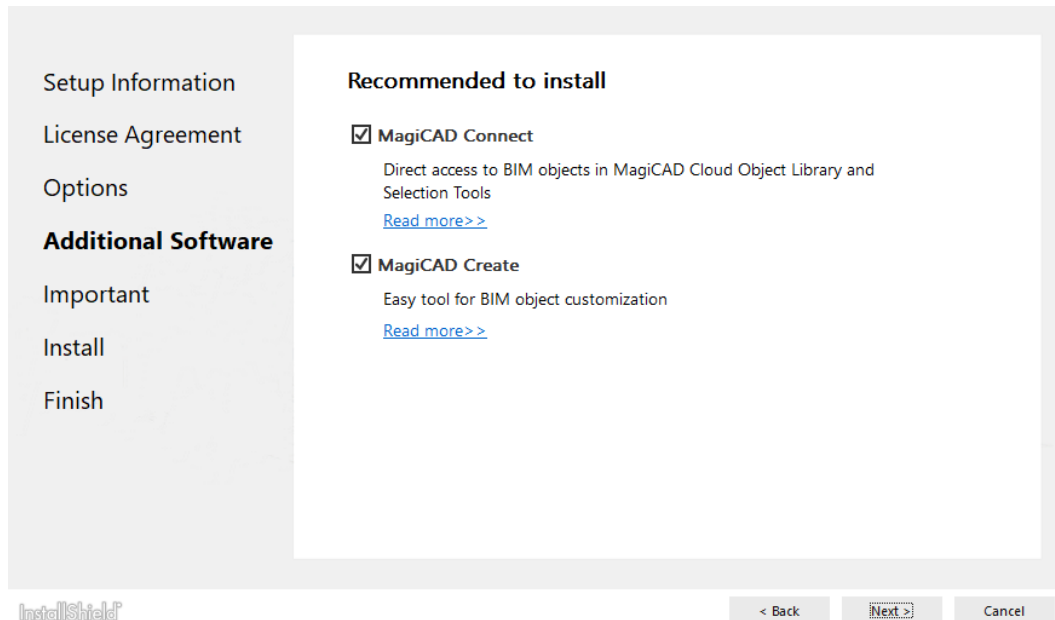 Setup Information
License Agreement
Options
Additional Software
Important
Install
Finish
Recommended to install
MagiCAD Connect
Direct access to BIM objects in MagiCAD Cloud Object Library and
Selection Tools
Read more>>
MagiCAD Create
Easy tool for BIM object customization
Read more>>
InstallShield
< Back
Next >
Cancel